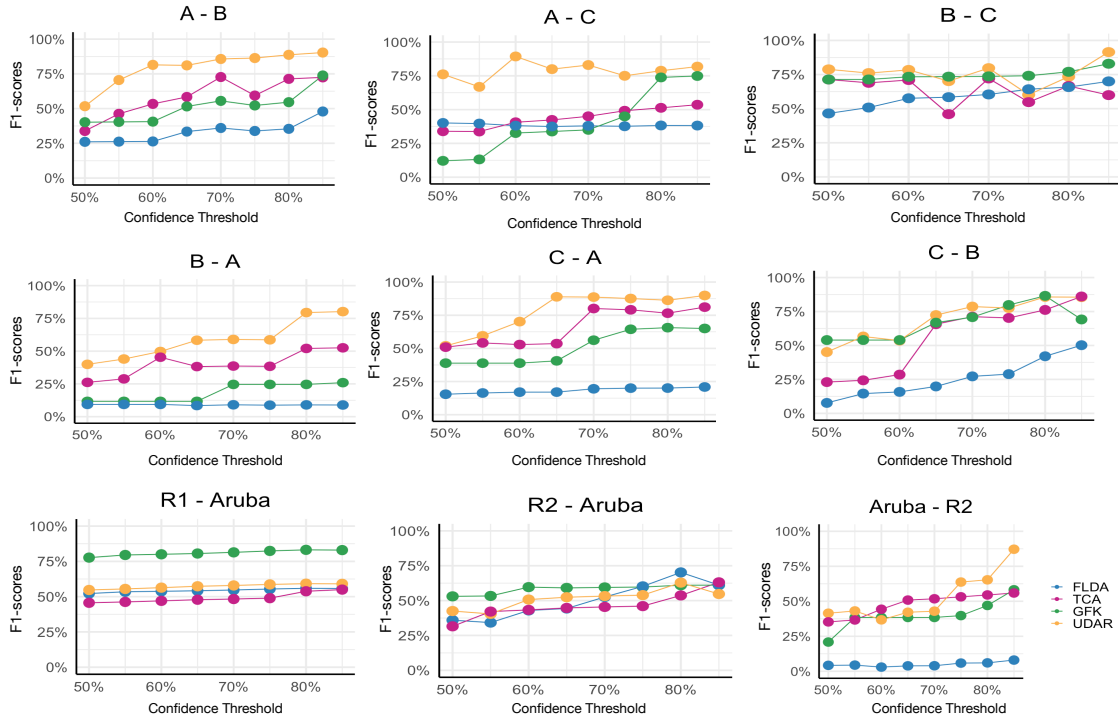 A - B
100%
75%
50%
25%
0%
F1-scores
50%
60%
70%
80%
Confidence Threshold
A - C
100%
75%
50%
25%
0%
F1-scores
50%
60%
70%
80%
Confidence Threshold
B - C
100%
75%
50%
25%
0%
F1-scores
50%
60%
70%
80%
Confidence Threshold
B - A
100%
75%
50%
25%
0%
F1-scores
50%
60%
70%
80%
Confidence Threshold
C - A
100%
75%
50%
25%
0%
F1-scores
50%
60%
70%
80%
Confidence Threshold
C - B
100%
75%
50%
25%
0%
F1-scores
50%
60%
70%
80%
Confidence Threshold
R1 - Aruba
100%
75%
50%
25%
0%
F1-scores
50%
60%
70%
80%
Confidence Threshold
R2 - Aruba
100%
75%
50%
25%
0%
F1-scores
50%
60%
70%
80%
Confidence Threshold
Aruba - R2
100%
75%
50%
25%
0%
F1-scores
50%
60%
70%
80%
Confidence Threshold
FLDA
TCA
GFK
UDAR